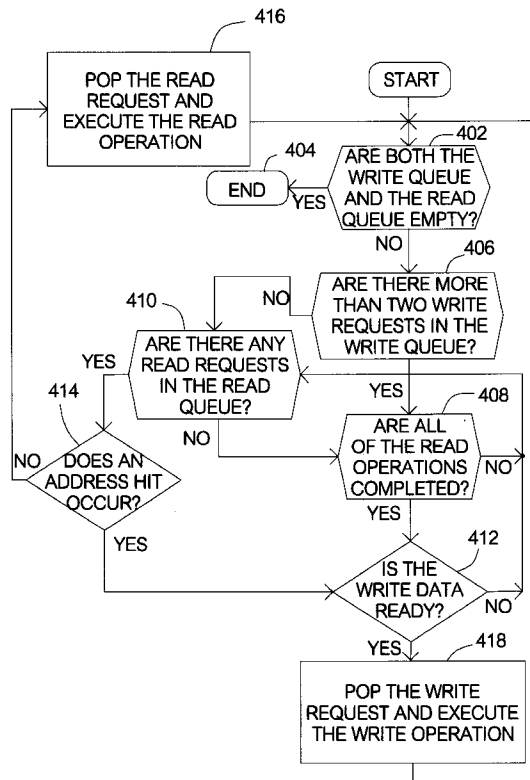 416
POP THE READ
REQUEST AND
EXECUTE THE READ
OPERATION
START
402
ARE BOTH THE
WRITE QUEUE
AND THE READ
QUEUE EMPTY?
404
END
YES
NO
406
ARE THERE MORE
THAN TWO WRITE
REQUESTS IN THE
WRITE QUEUE?
NO
YES
410
ARE THERE ANY
READ REQUESTS
IN THE READ
QUEUE?
YES
NO
408
ARE ALL
OF THE READ
OPERATIONS
COMPLETED?
NO
YES
414
DOES AN
ADDRESS HIT
OCCUR?
NO
YES
412
IS THE
WRITE DATA
READY?
NO
YES
418
POP THE WRITE
REQUEST AND EXECUTE
THE WRITE OPERATION